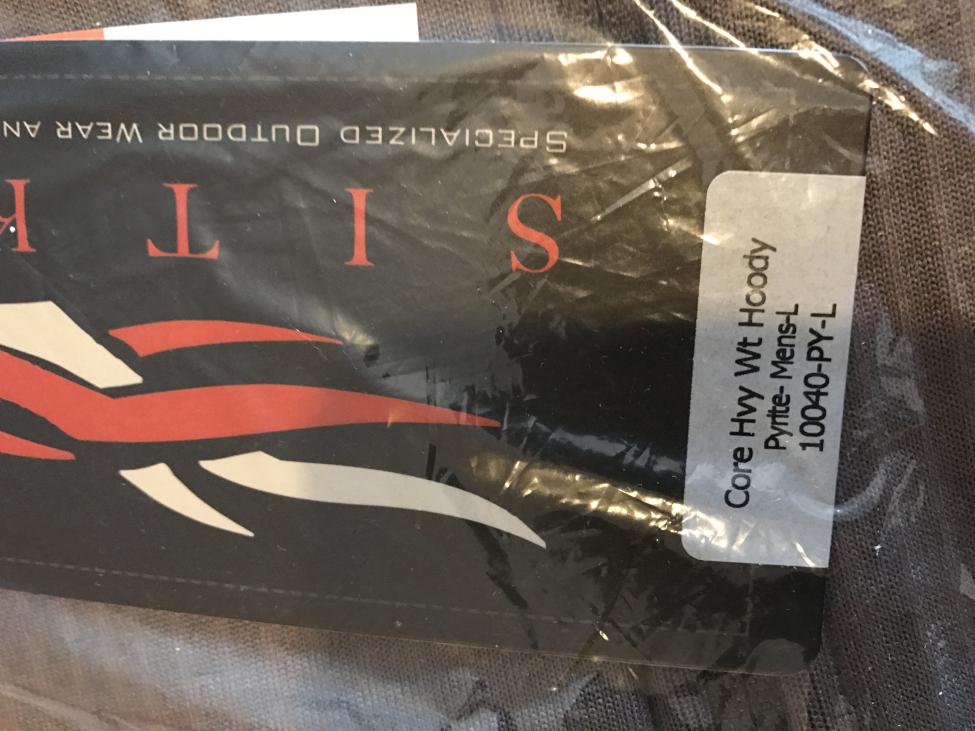 SPECIALIZED OUTDOOR WEAR AN
SITK
Core Hvy Wt Hoody
Pyrite- Mens-L
10040-PY-L